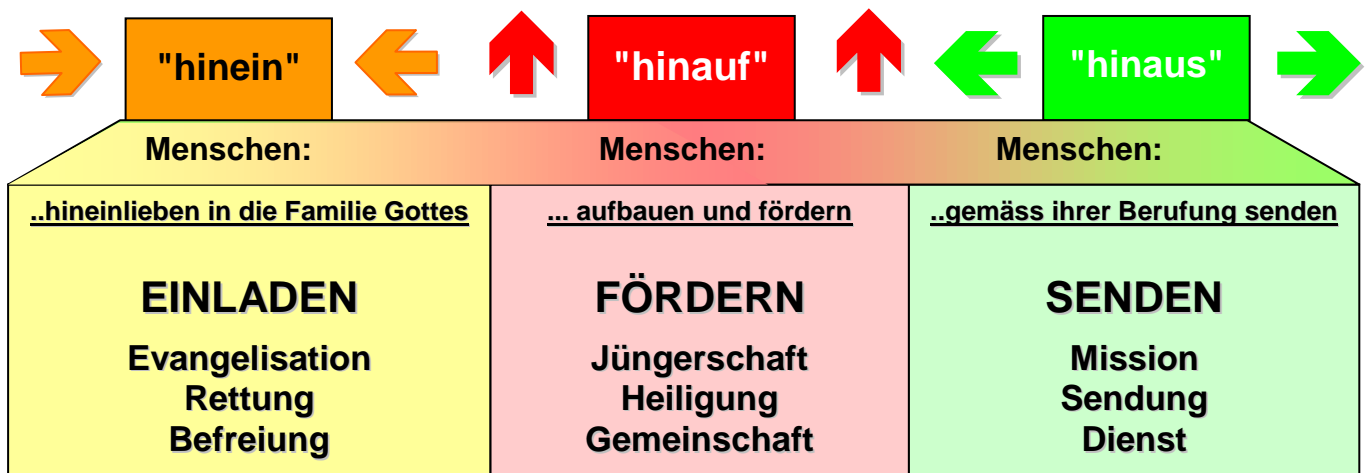 "hinein"
"hinauf"
"hinaus"
Menschen:
Menschen:
Menschen:
..hineinlieben in die Familie Gottes
... aufbauen und fördern
..gemäss ihrer Berufung senden
EINLADEN
FÖRDERN
SENDEN
Evangelisation
Rettung
Befreiung
Jüngerschaft
Heiligung
Gemeinschaft
Mission
Sendung
Dienst